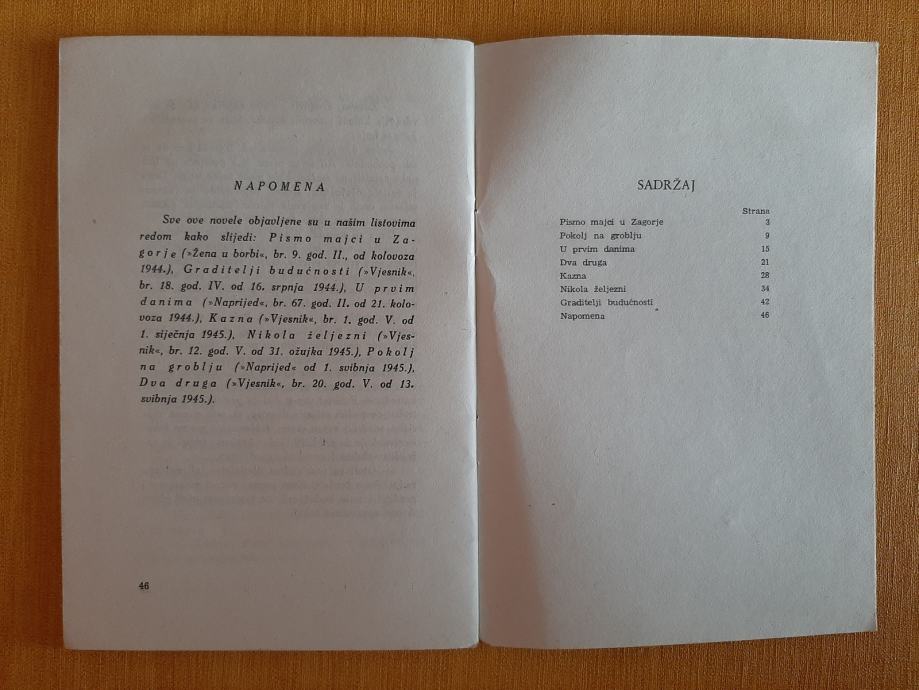 NAPOMENA
Sve ove novele objavljene su u našim listovima
redom kako slijedi: Pismo majci u Za-
gorje (»Žena u borbi«, br. 9. god. II., od kolovoza
1944.), Graditelji budućnosti (»Vjesnik«,
br. 18. god. IV. od 16. srpnja 1944.), U prvim
danima (»Naprijed«, br. 67. god. II. od 21. kolo-
voza 1944.), Kazna (»Vjesnik«, br. 1. god. V. od
1. siječnja 1945.), Nikola željezni (»Vjes-
nik«, br. 12. god. V. od 31. ožujka 1945.), Pokolj
na groblju (»Naprijed« od 1. svibnja 1945.),
Dva druga (»Vjesnik«, br. 20. god. V. od 13.
svibnja 1945.).
46
SADRŽAJ
Strana
Pismo majci u Zagorje 3
Pokolj na groblju 9
U prvim danima 15
Dva druga 21
Kazna 28
Nikola željezni 34
Graditelji budućnosti 42
Napomena 46